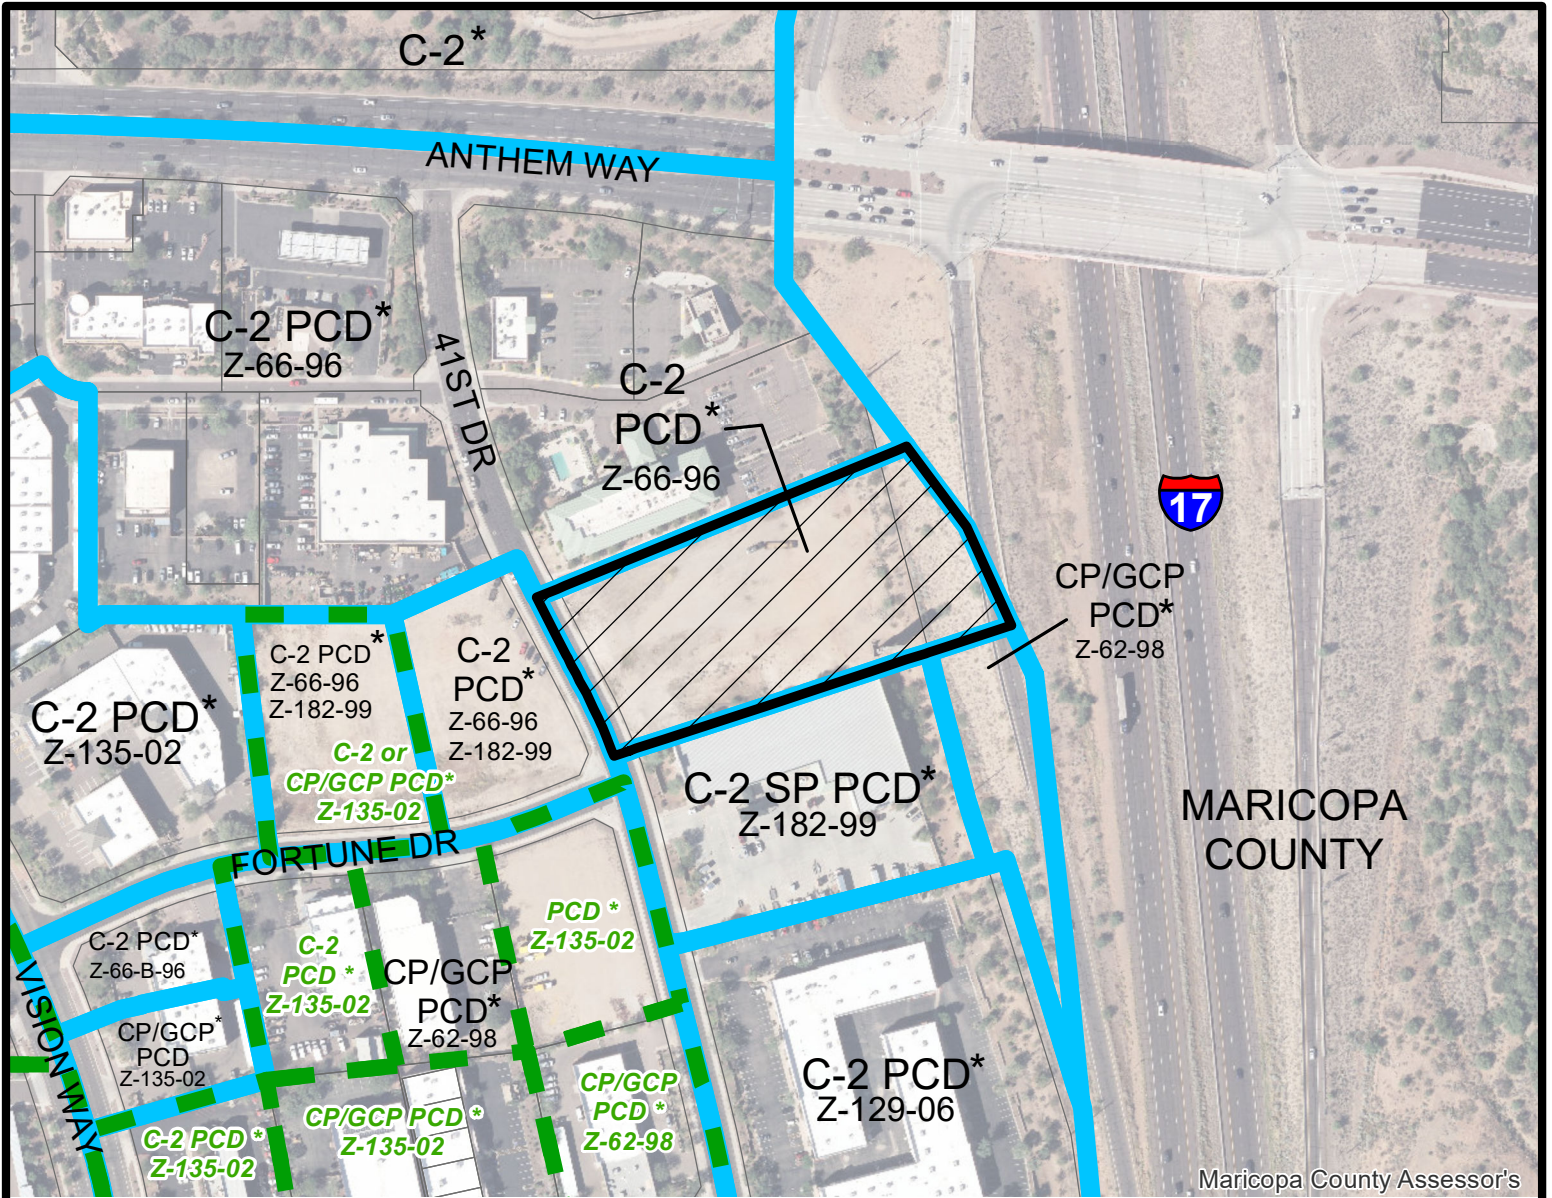 C-2*
ANTHEM WAY
C-2 PCD*
Z-66-96
41ST DR
C-2
PCD*
Z-66-96
17
CP/GCP
PCD*
Z-62-98
C-2 PCD*
Z-66-96
Z-182-99
C-2
PCD*
Z-66-96
Z-182-99
C-2 PCD*
Z-135-02
C-2 or
CP/GCP PCD*
Z-135-02
C-2 SP PCD*
Z-182-99
MARICOPA
COUNTY
FORTUNE DR
C-2 PCD*
Z-66-B-96
C-2
PCD *
Z-135-02
CP/GCP
PCD*
Z-62-98
PCD *
Z-135-02
VISION WAY
CP/GCP*
PCD
Z-135-02
C-2 PCD*
Z-129-06
C-2 PCD *
Z-135-02
CP/GCP PCD *
Z-135-02
CP/GCP
PCD *
Z-62-98
Maricopa County Assessor's